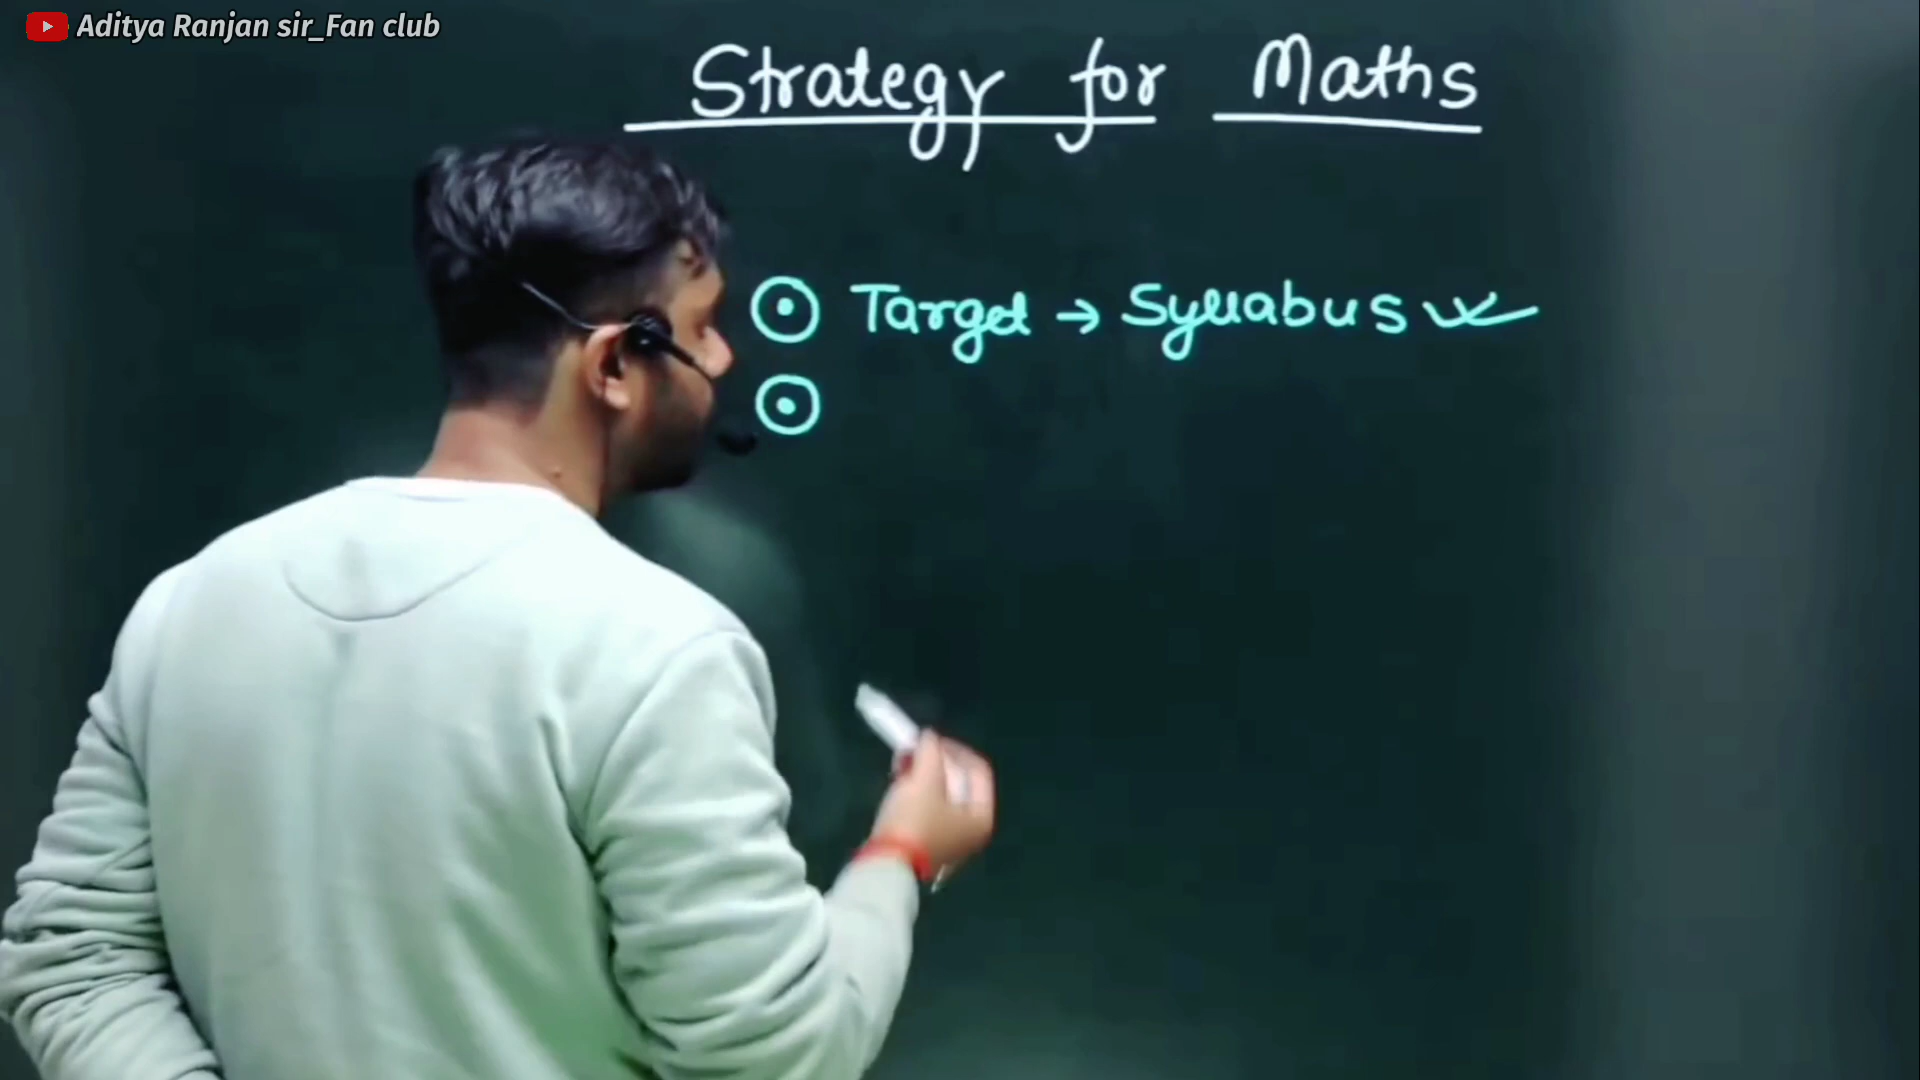 Aditya Ranjan sir_Fan club
Strategy for Maths
Target → Syllabus